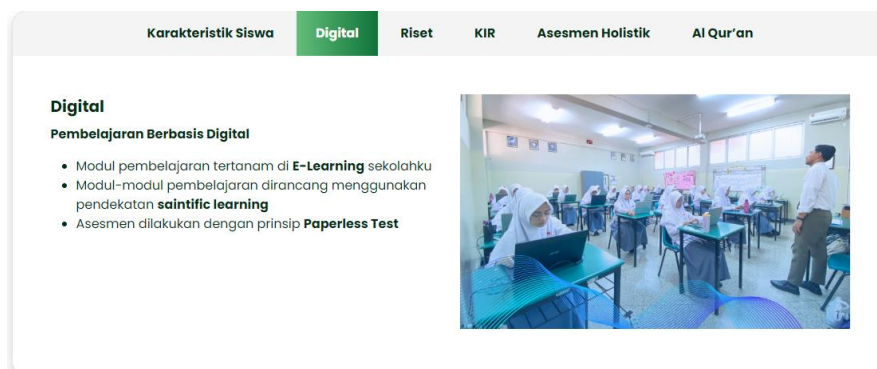 Karakteristik Siswa Digital Riset KIR Asesmen Holistik Al Qur'an
Digital
Pembelajaran Berbasis Digital
• Modul pembelajaran tertanam di E-Learning sekolahku
• Modul-modul pembelajaran dirancang menggunakan
pendekatan saintific learning
• Asesmen dilakukan dengan prinsip Paperless Test